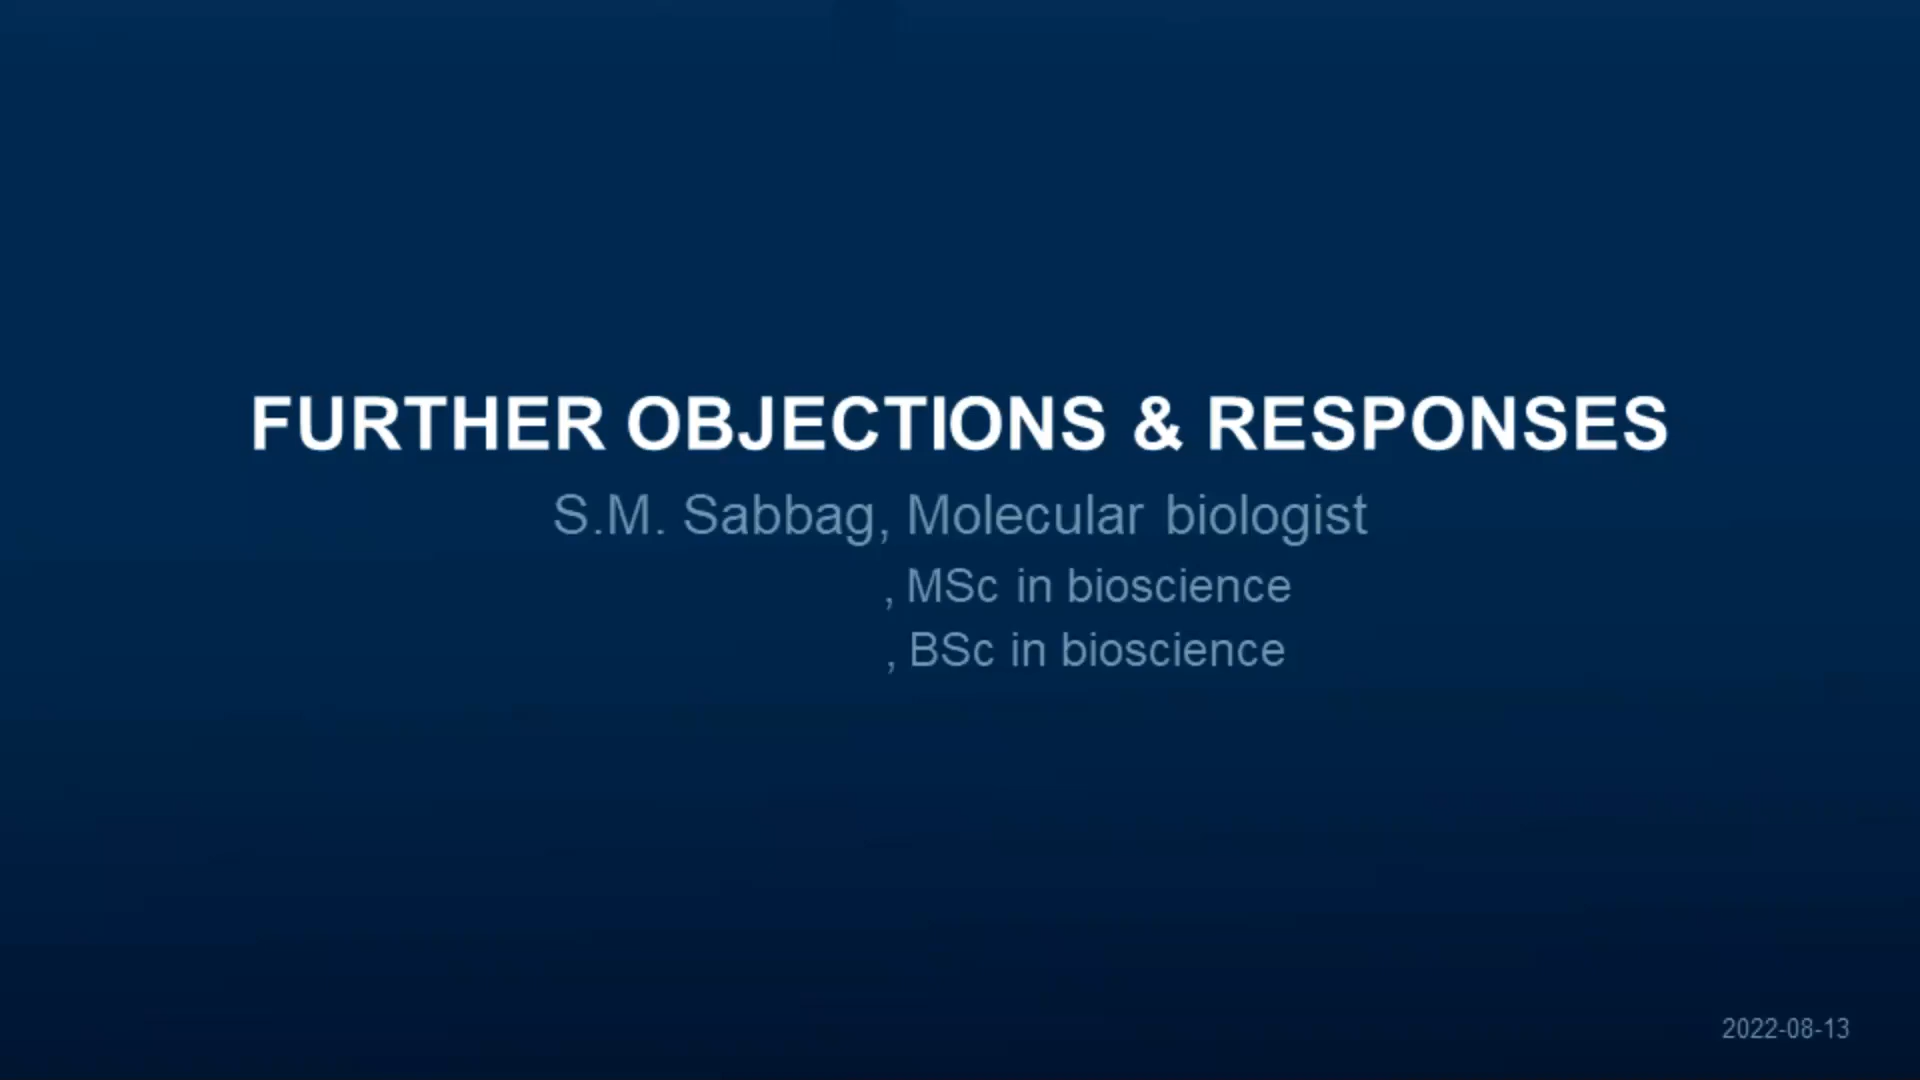 FURTHER OBJECTIONS & RESPONSES
S.M. Sabbag, Molecular biologist
, MSc in bioscience
, BSc in bioscience
2022-08-13